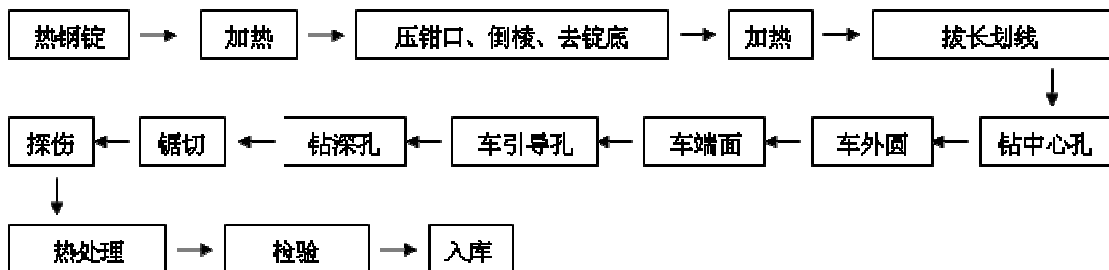 热钢锭 加热 压钳口、倒棱、去锭底 加热 拔长划线
探伤 锯切 钻深孔 车引导孔 车端面 车外圆 钻中心孔
热处理 检验 入库